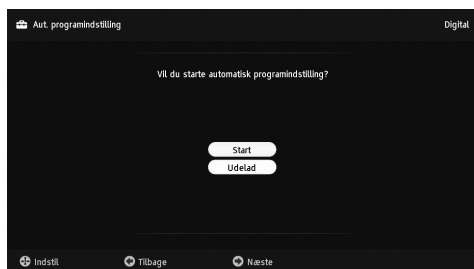 Aut. programindstilling
Digital
Vil du starte automatisk programindstilling?
Start
Udelad
Indstil
Tilbage
Næste